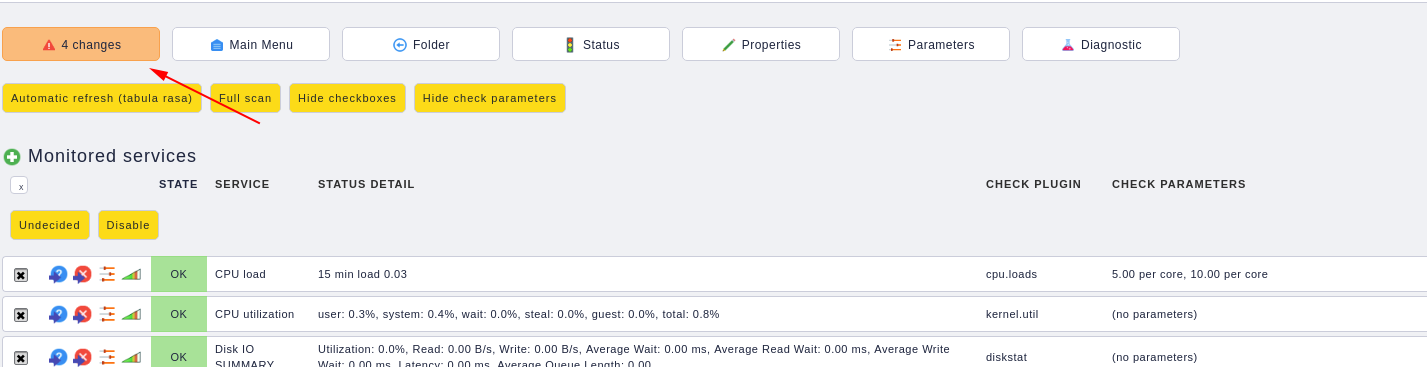 4 changes Main Menu Folder Status Properties Parameters Diagnostic
Automatic refresh (tabula rasa) Full scan Hide checkboxes Hide check parameters
Monitored services
x STATE SERVICE STATUS DETAIL CHECK PLUGIN CHECK PARAMETERS
Undecided Disable
OK CPU load 15 min load 0.03 cpu.loads 5.00 per core, 10.00 per core
OK CPU utilization user: 0.3%, system: 0.4%, wait: 0.0%, steal: 0.0%, guest: 0.0%, total: 0.8% kernel.util (no parameters)
OK Disk IO SUMMARY Utilization: 0.0%, Read: 0.00 B/s, Write: 0.00 B/s, Average Wait: 0.00 ms, Average Read Wait: 0.00 ms, Average Write diskstat (no parameters)
Wait: 0.00 ms, Latency: 0.00 ms, Average Queue Length: 0.00